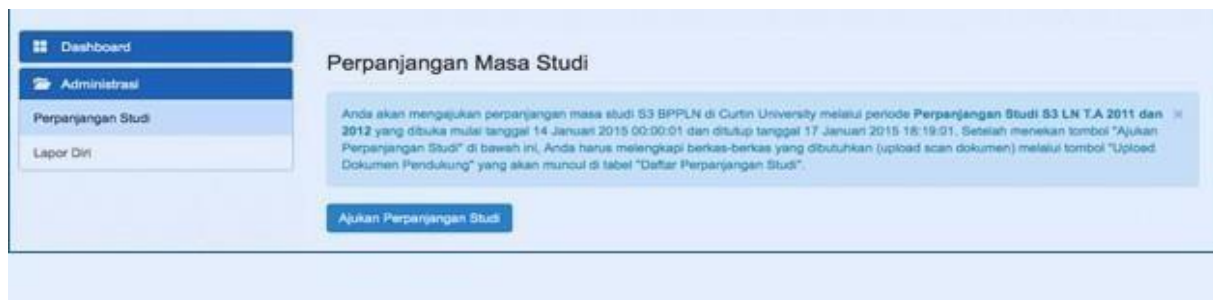 Dashboard
Administrasi
Perpanjangan Studi
Lapor Diri
Perpanjangan Masa Studi
Anda akan mengajukan perpanjangan masa studi S3 BPPLN di Curtin University melalui periode Perpanjangan Studi S3 LN T.A 2011 dan ×
2012 yang dibuka mulai tanggal 14 Januari 2015 00:00:01 dan ditutup tanggal 17 Januari 2015 18:19:01. Setelah menekan tombol "Ajukan
Perpanjangan Studi" di bawah ini, Anda harus melengkapi berkas-berkas yang dibutuhkan (upload scan dokumen) melalui tombol "Upload
Dokumen Pendukung" yang akan muncul di tabel "Daftar Perpanjangan Studi".
Ajukan Perpanjangan Studi